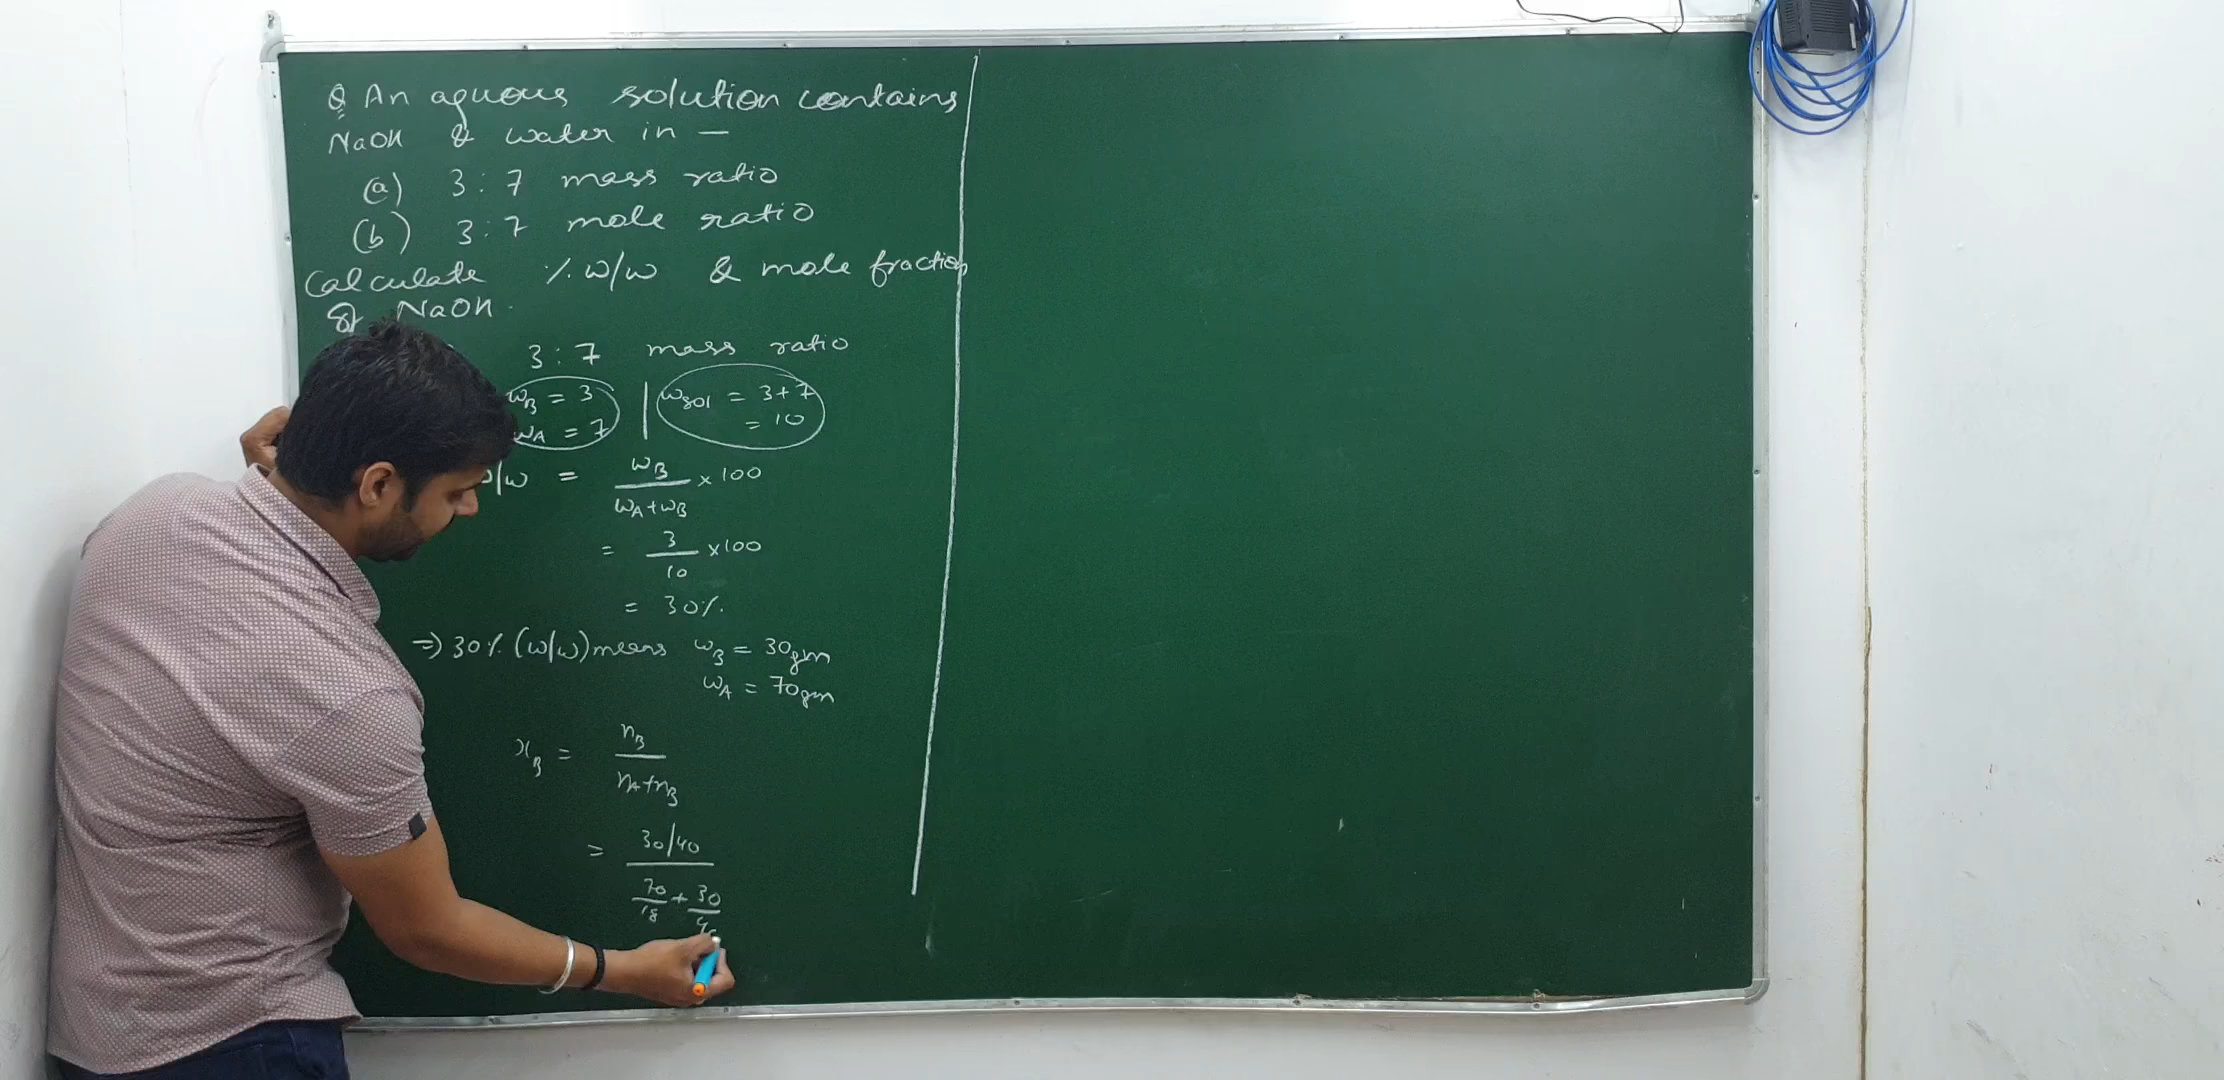 Q An aquous solution contains
NaOH & water in —
(a) 3 : 7 mass ratio
(b) 3 : 7 mole ratio
Calculate % w/w & mole fraction
of NaOH.
3 : 7 mass ratio
wB = 3 | wsol = 3+7
wA = 7 = 10
w/w = wB / wA+wB × 100
= 3/10 × 100
= 30%.
⇒ 30% (w/w) means wB = 30gm
wA = 70gm
xB = nB / nA+nB
= 30/40
70/18 + 30/40